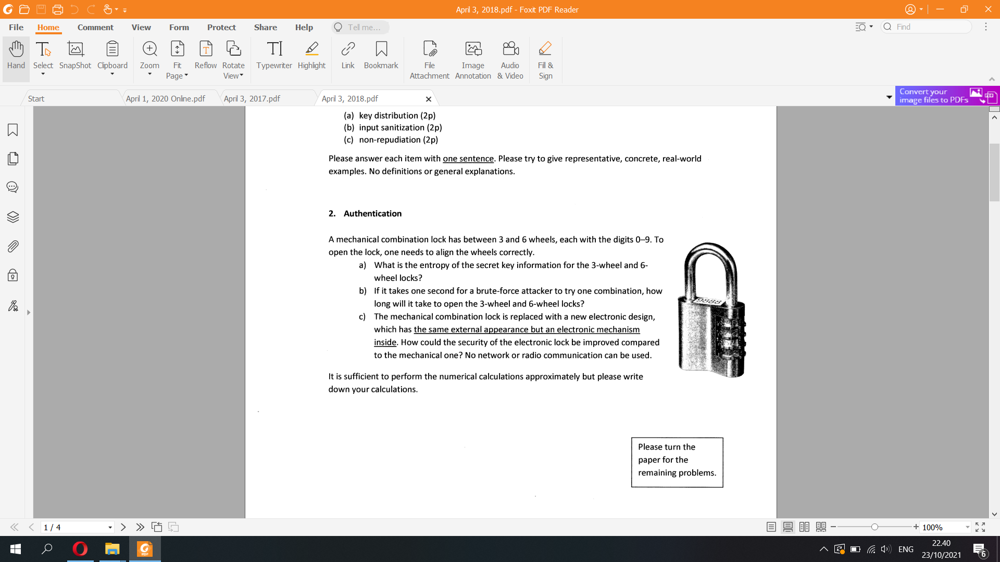 April 3, 2018.pdf - Foxit PDF Reader
File Home Comment View Form Protect Share Help Tell me... Find
Hand Select SnapShot Clipboard Zoom Fit Page Reflow Rotate View Typewriter Highlight Link Bookmark File Attachment Image Annotation Audio & Video Fill & Sign
Start April 1, 2020 Online.pdf April 3, 2017.pdf April 3, 2018.pdf
Convert your
image files to PDFs
(a) key distribution (2p)
(b) input sanitization (2p)
(c) non-repudiation (2p)
Please answer each item with one sentence. Please try to give representative, concrete, real-world
examples. No definitions or general explanations.
2. Authentication
A mechanical combination lock has between 3 and 6 wheels, each with the digits 0–9. To
open the lock, one needs to align the wheels correctly.
a) What is the entropy of the secret key information for the 3-wheel and 6-
wheel locks?
b) If it takes one second for a brute-force attacker to try one combination, how
long will it take to open the 3-wheel and 6-wheel locks?
c) The mechanical combination lock is replaced with a new electronic design,
which has the same external appearance but an electronic mechanism
inside. How could the security of the electronic lock be improved compared
to the mechanical one? No network or radio communication can be used.
It is sufficient to perform the numerical calculations approximately but please write
down your calculations.
Please turn the
paper for the
remaining problems.
1 / 4
100%
ENG
22.40
23/10/2021
6